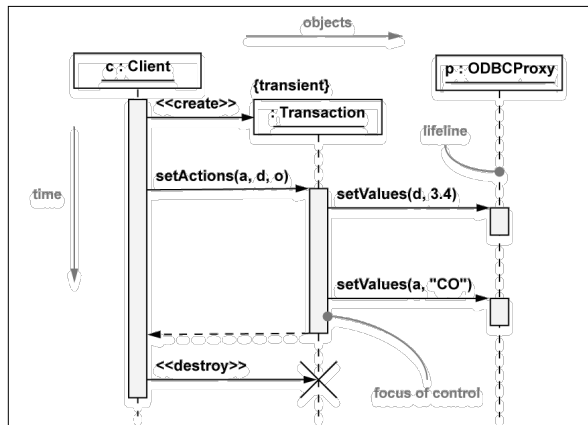 objects
c : Client
p : ODBCProxy
{transient}
<<create>>
: Transaction
lifeline
setActions(a, d, o)
time
setValues(d, 3.4)
setValues(a, "CO")
<<destroy>>
focus of control